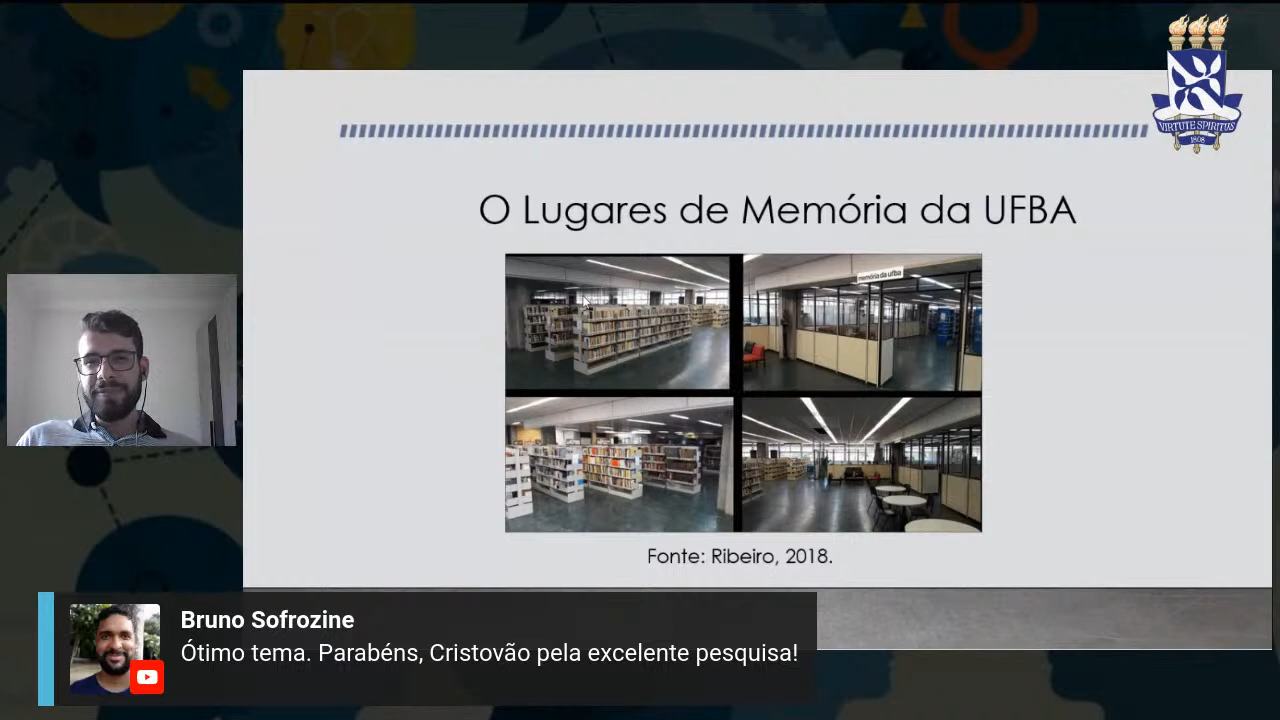 VIRTUTE SPIRITUS
1808
O Lugares de Memória da UFBA
memória da ufba
Fonte: Ribeiro, 2018.
Bruno Sofrozine
Ótimo tema. Parabéns, Cristovão pela excelente pesquisa!